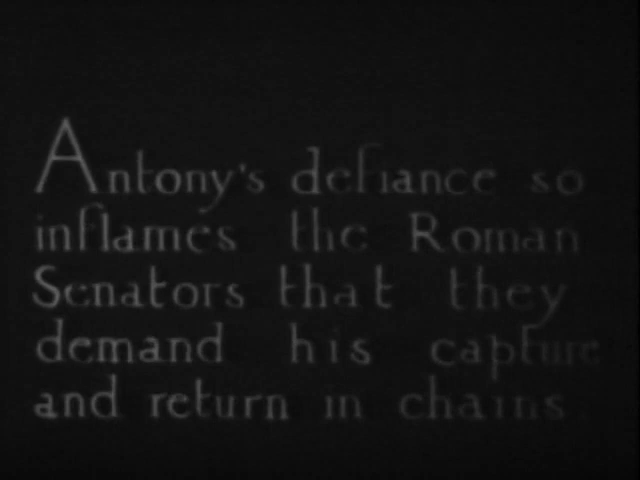 Antony's defiance so
inflames the Roman
Senators that they
demand his capture
and return in chains.